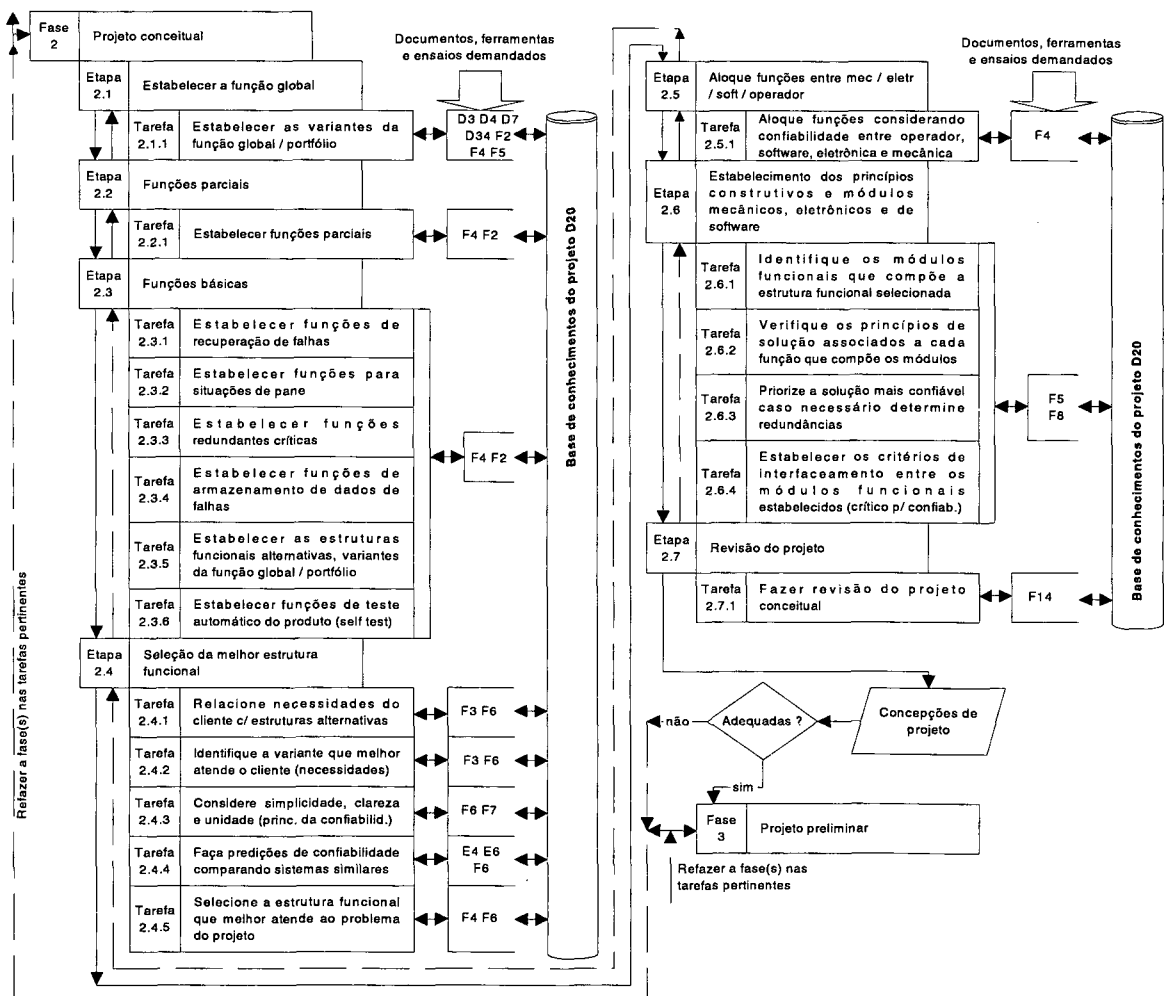 Fase
2
Projeto conceitual
Documentos, ferramentas
e ensaios demandados
Etapa
2.1
Estabelecer a função global
Tarefa
2.1.1
Estabelecer as variantes da
função global / portfólio
D3 D4 D7
D34 F2
F4 F5
Etapa
2.2
Funções parciais
Tarefa
2.2.1
Estabelecer funções parciais
F4 F2
Etapa
2.3
Funções básicas
Tarefa
2.3.1
Estabelecer funções de
recuperação de falhas
Tarefa
2.3.2
Estabelecer funções para
situações de pane
Tarefa
2.3.3
Estabelecer funções
redundantes críticas
Tarefa
2.3.4
Estabelecer funções de
armazenamento de dados de
falhas
Tarefa
2.3.5
Estabelecer as estruturas
funcionais alternativas, variantes
da função global / portfólio
Tarefa
2.3.6
Estabelecer funções de teste
automático do produto (self test)
F4 F2
Etapa
2.4
Seleção da melhor estrutura
funcional
Tarefa
2.4.1
Relacione necessidades do
cliente c/ estruturas alternativas
F3 F6
Tarefa
2.4.2
Identifique a variante que melhor
atende o cliente (necessidades)
F3 F6
Tarefa
2.4.3
Considere simplicidade, clareza
e unidade (princ. da confiabilid.)
F6 F7
Tarefa
2.4.4
Faça predições de confiabilidade
comparando sistemas similares
E4 E6
F6
Tarefa
2.4.5
Selecione a estrutura funcional
que melhor atende ao problema
do projeto
F4 F6
Base de conhecimentos do projeto D20
Refazer a fase(s) nas tarefas pertinentes
Documentos, ferramentas
e ensaios demandados
Etapa
2.5
Aloque funções entre mec / eletr
/ soft / operador
Tarefa
2.5.1
Aloque funções considerando
confiabilidade entre operador,
software, eletrônica e mecânica
F4
Etapa
2.6
Estabelecimento dos princípios
construtivos e módulos
mecânicos, eletrônicos e de
software
Tarefa
2.6.1
Identifique os módulos
funcionais que compõe a
estrutura funcional selecionada
Tarefa
2.6.2
Verifique os princípios de
solução associados a cada
função que compõe os módulos
Tarefa
2.6.3
Priorize a solução mais confiável
caso necessário determine
redundâncias
Tarefa
2.6.4
Estabelecer os critérios de
interfaceamento entre os
módulos funcionais
estabelecidos (crítico p/ confiab.)
F5
F8
Etapa
2.7
Revisão do projeto
Tarefa
2.7.1
Fazer revisão do projeto
conceitual
F14
Base de conhecimentos do projeto D20
Concepções de
projeto
Adequadas ?
não
sim
Fase
3
Projeto preliminar
Refazer a fase(s) nas
tarefas pertinentes